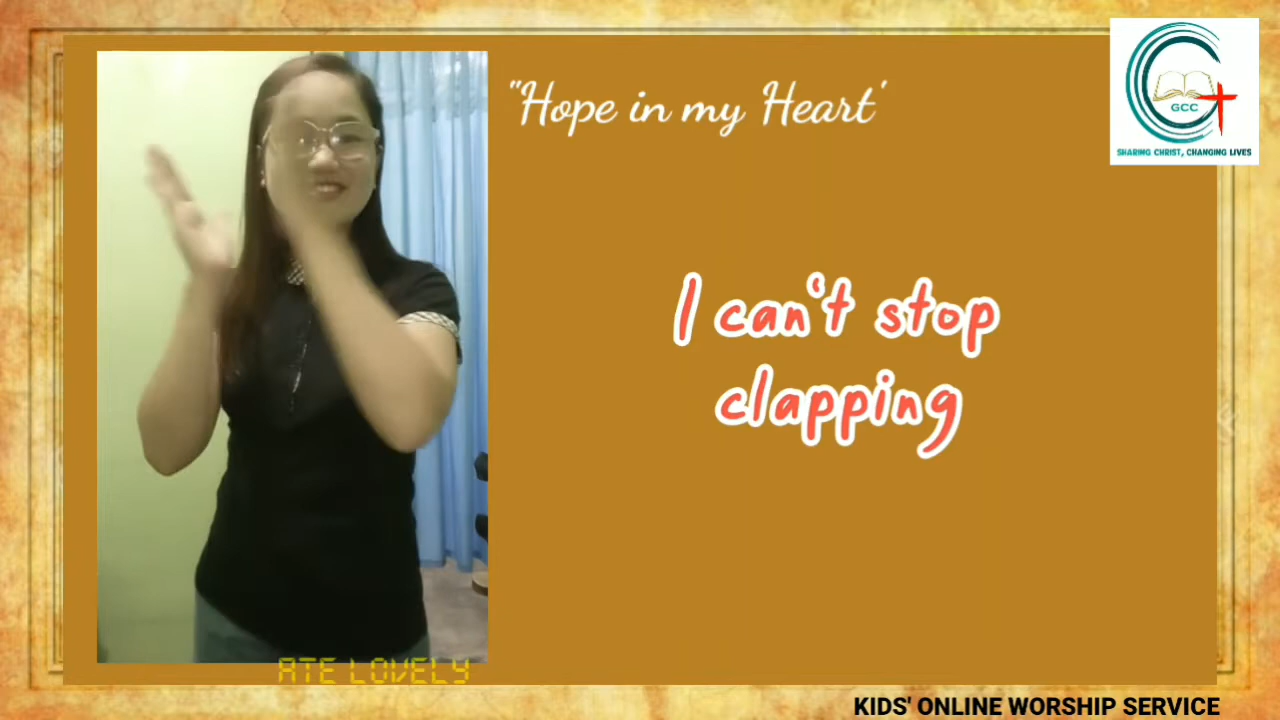 "Hope in my Heart'
GCC
SHARING CHRIST, CHANGING LIVES
I can't stop
clapping
ATE LOVELY
KIDS' ONLINE WORSHIP SERVICE